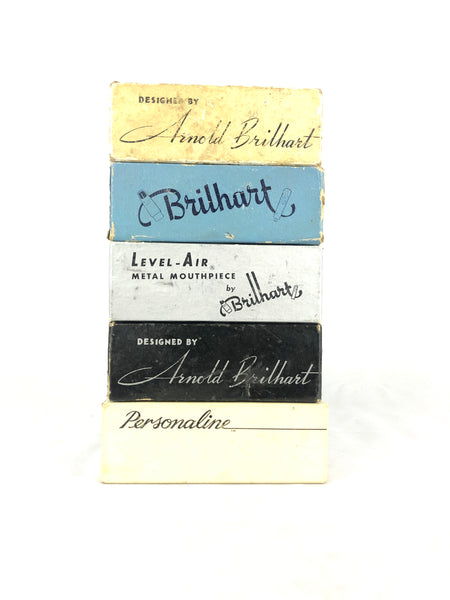 DESIGNED BY
Arnold Brilhart
Brilhart
LEVEL-AIR
METAL MOUTHPIECE
by
Brilhart
DESIGNED BY
Arnold Brilhart
Personaline